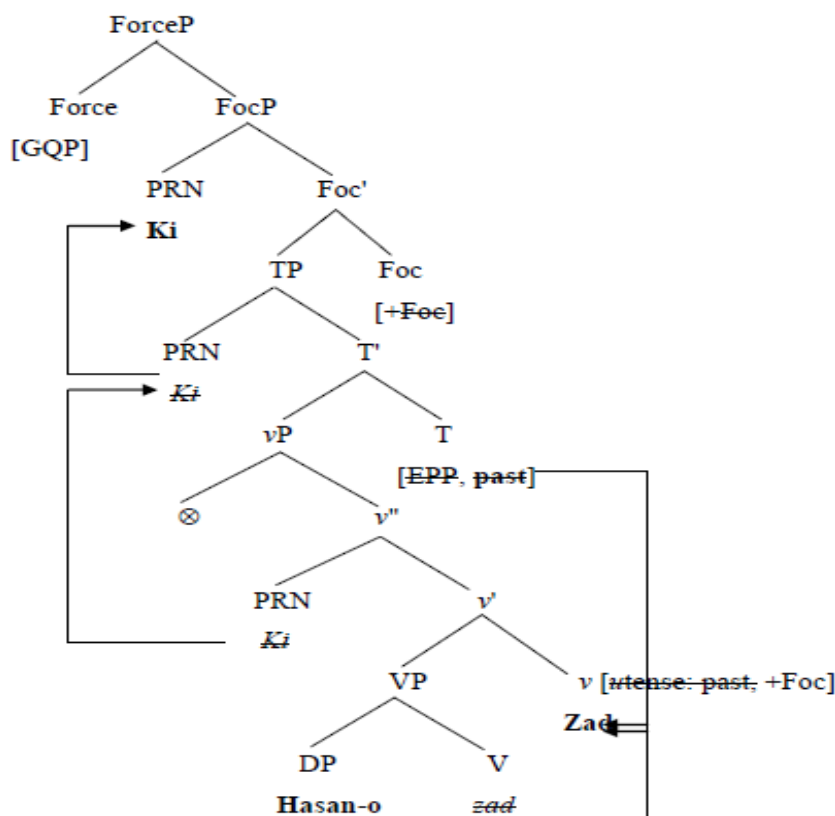 ForceP
Force FocP
[GQP]
PRN Foc'
Ki
TP Foc
[+Foc]
PRN T'
Ki
vP T
[EPP, past]
⊗ v"
PRN v'
Ki
VP v [utense: past, +Foc]
Zad
DP V
Hasan-o zad